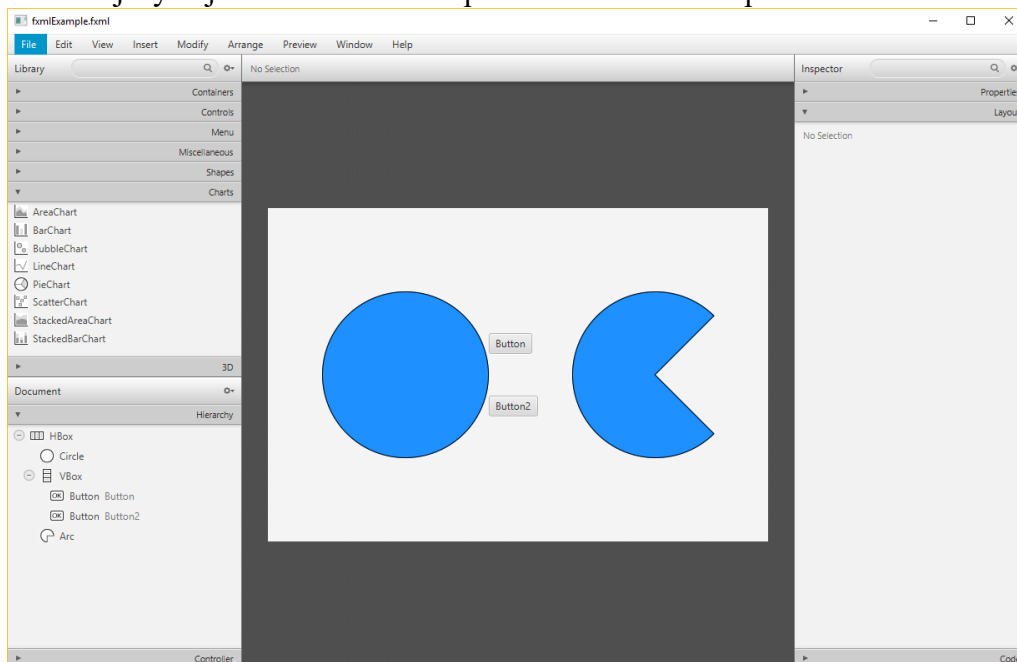 fxmlExample.fxml
File Edit View Insert Modify Arrange Preview Window Help
Library
No Selection
Inspector
Containers
Controls
Menu
Miscellaneous
Shapes
Charts
AreaChart
BarChart
BubbleChart
LineChart
PieChart
ScatterChart
StackedAreaChart
StackedBarChart
3D
Document
Hierarchy
HBox
Circle
VBox
OK Button Button
OK Button Button2
Arc
Controller
Button
Button2
No Selection